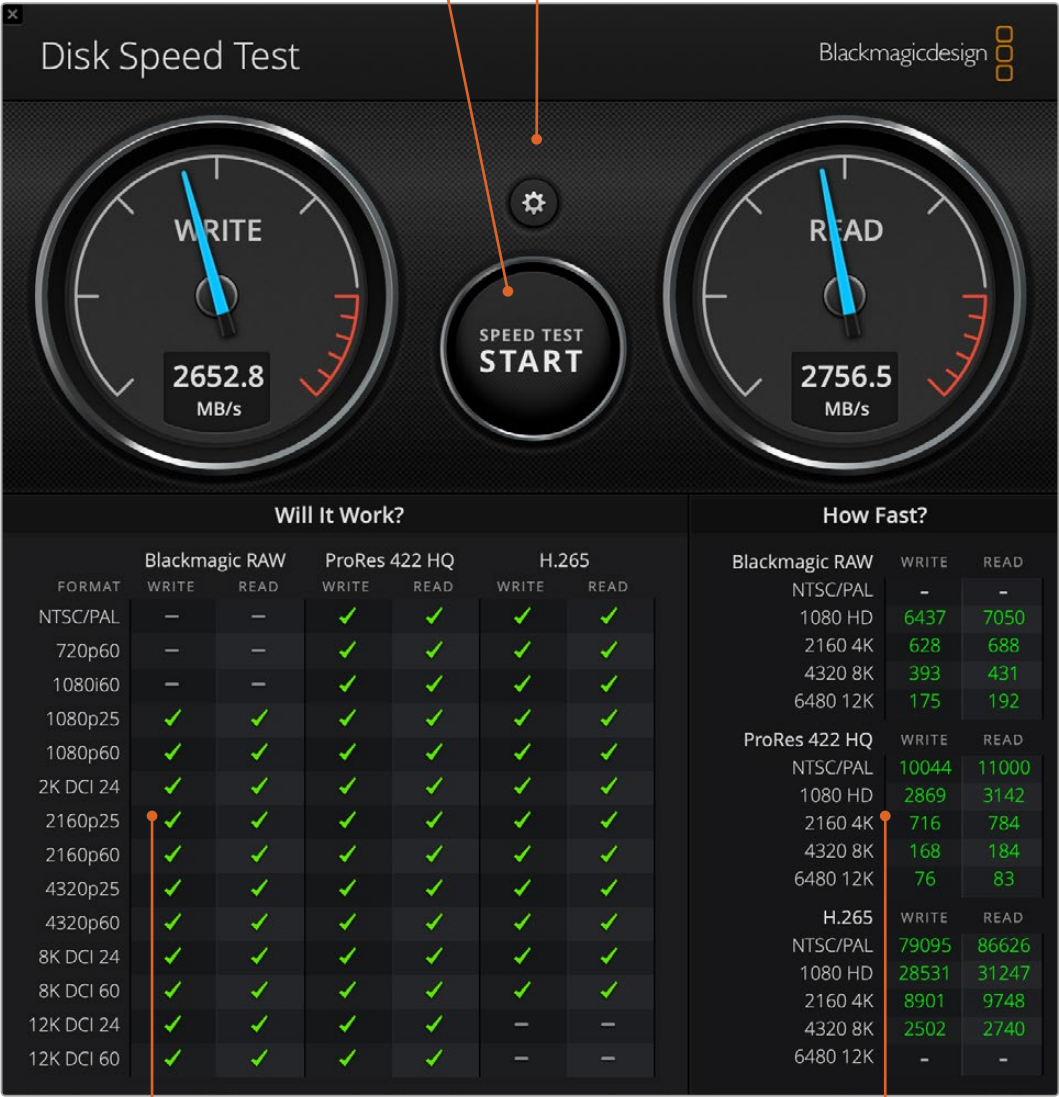 Disk Speed Test
Blackmagicdesign
WRITE
2652.8
MB/s
SPEED TEST
START
READ
2756.5
MB/s
Will It Work?
Blackmagic RAW ProRes 422 HQ H.265
FORMAT WRITE READ WRITE READ WRITE READ
NTSC/PAL – – ✓ ✓ ✓ ✓
720p60 – – ✓ ✓ ✓ ✓
1080i60 – – ✓ ✓ ✓ ✓
1080p25 ✓ ✓ ✓ ✓ ✓ ✓
1080p60 ✓ ✓ ✓ ✓ ✓ ✓
2K DCI 24 ✓ ✓ ✓ ✓ ✓ ✓
2160p25 ✓ ✓ ✓ ✓ ✓ ✓
2160p60 ✓ ✓ ✓ ✓ ✓ ✓
4320p25 ✓ ✓ ✓ ✓ ✓ ✓
4320p60 ✓ ✓ ✓ ✓ ✓ ✓
8K DCI 24 ✓ ✓ ✓ ✓ ✓ ✓
8K DCI 60 ✓ ✓ ✓ ✓ ✓ ✓
12K DCI 24 ✓ ✓ ✓ ✓ – –
12K DCI 60 ✓ ✓ ✓ ✓ – –
How Fast?
Blackmagic RAW WRITE READ
NTSC/PAL - -
1080 HD 6437 7050
2160 4K 628 688
4320 8K 393 431
6480 12K 175 192
ProRes 422 HQ WRITE READ
NTSC/PAL 10044 11000
1080 HD 2869 3142
2160 4K 716 784
4320 8K 168 184
6480 12K 76 83
H.265 WRITE READ
NTSC/PAL 79095 86626
1080 HD 28531 31247
2160 4K 8901 9748
4320 8K 2502 2740
6480 12K - -